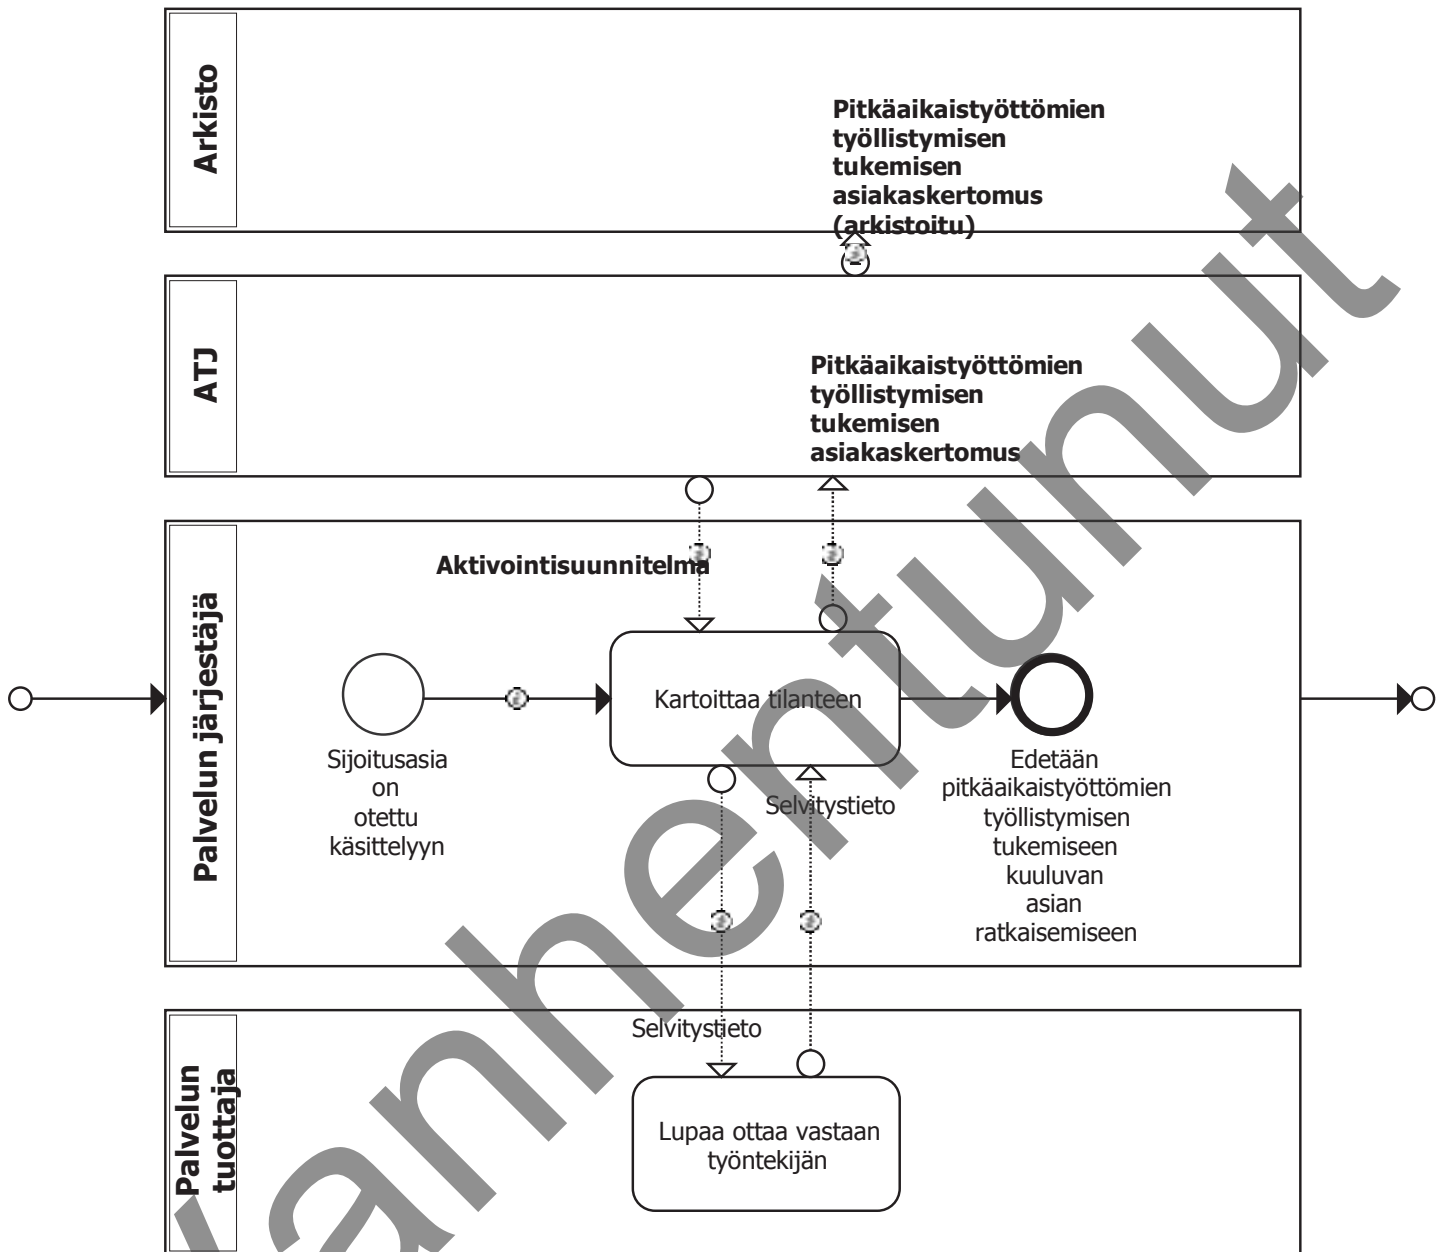 Arkisto
Pitkäaikaistyöttömien
työllistymisen
tukemisen
asiakaskertomus
(arkistoitu)
ATJ
Pitkäaikaistyöttömien
työllistymisen
tukemisen
asiakaskertomus
Palvelun järjestäjä
Aktivointisuunnitelma
Sijoitusasia
on
otettu
käsittelyyn
Kartoittaa tilanteen
Selvitystieto
Edetään
pitkäaikaistyöttömien
työllistymisen
tukemiseen
kuuluvan
asian
ratkaisemiseen
Palvelun
tuottaja
Selvitystieto
Lupaa ottaa vastaan
työntekijän
Vanhentunut